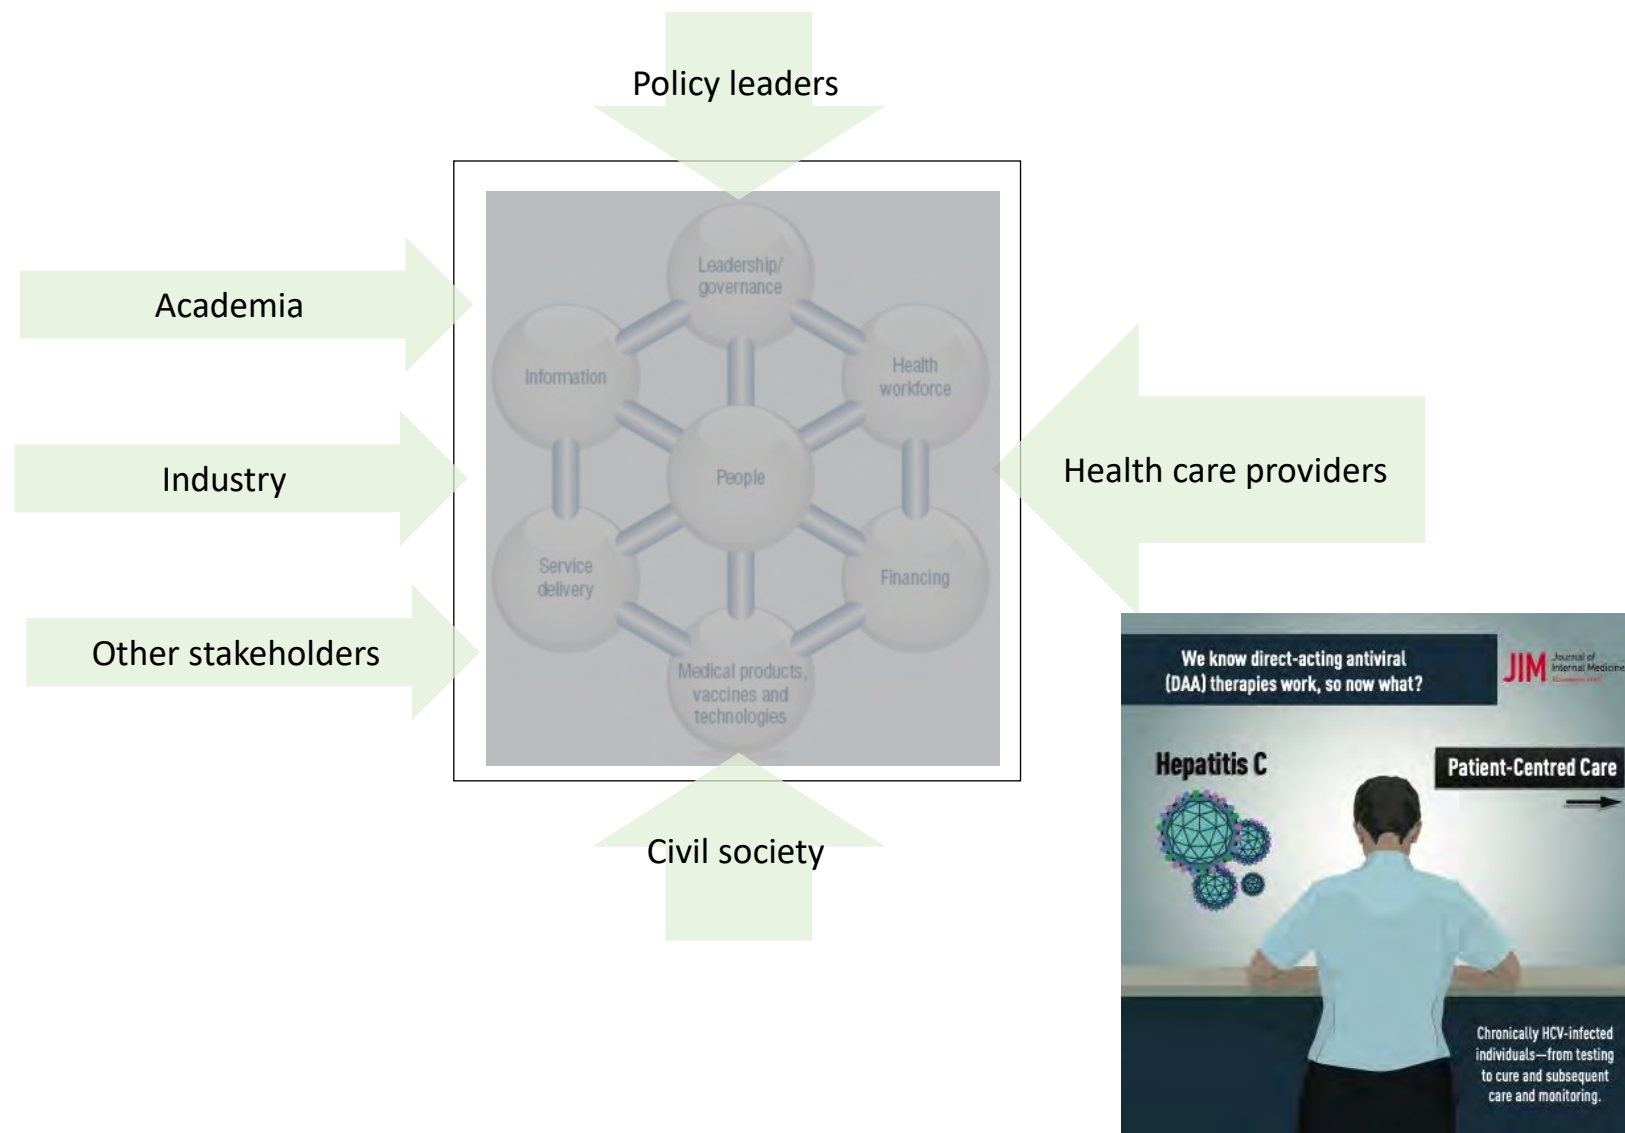 Policy leaders
Academia
Industry
Other stakeholders
Leadership/
governance
Information
Health
workforce
People
Service
delivery
Financing
Medical products,
vaccines and
technologies
Health care providers
Civil society
We know direct-acting antiviral
(DAA) therapies work, so now what?
JIM
Journal of
Internal Medicine
Hepatitis C
Patient-Centred Care
Chronically HCV-infected
individuals—from testing
to cure and subsequent
care and monitoring.